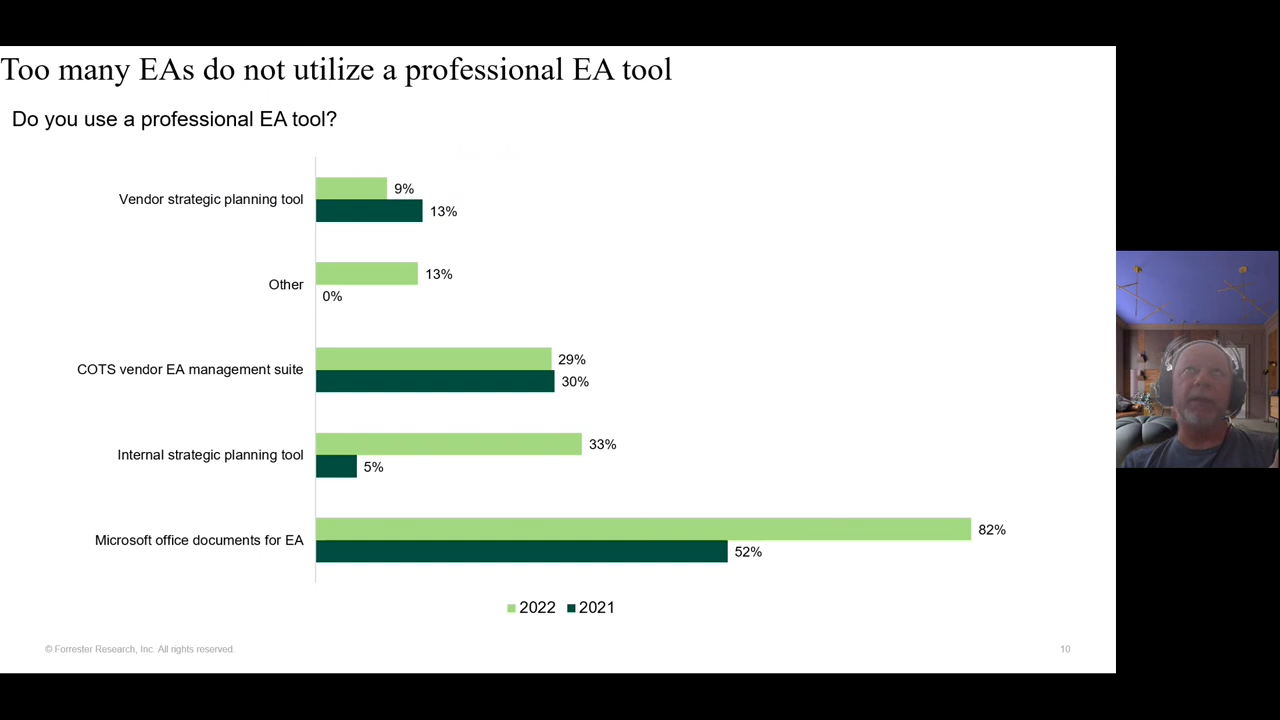 Too many EAs do not utilize a professional EA tool
Do you use a professional EA tool?
Vendor strategic planning tool
9%
13%
Other
13%
0%
COTS vendor EA management suite
29%
30%
Internal strategic planning tool
33%
5%
Microsoft office documents for EA
82%
52%
2022 2021
© Forrester Research, Inc. All rights reserved.
10